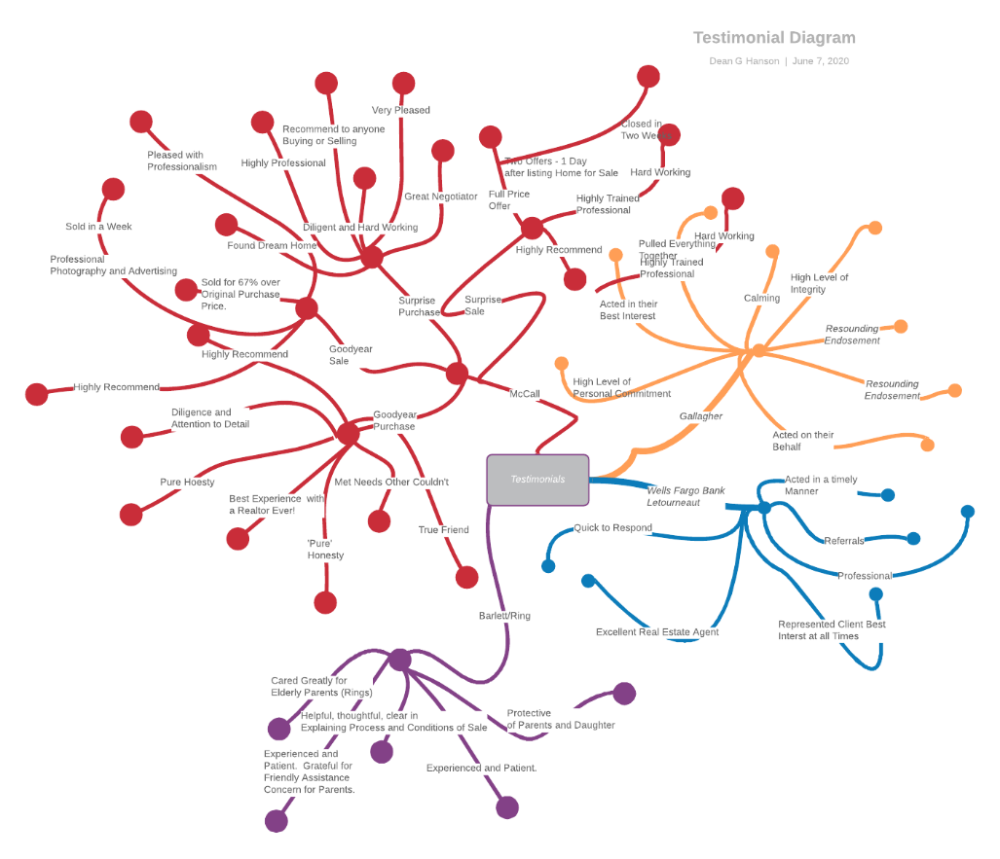 Testimonial Diagram
Dean G Hanson | June 7, 2020
Very Pleased
Recommend to anyone
Buying or Selling
Closed in
Two Weeks
Pleased with
Professionalism
Highly Professional
Two Offers - 1 Day
after listing Home for Sale
Hard Working
Great Negotiator
Full Price
Offer
Highly Trained
Professional
Sold in a Week
Diligent and Hard Working
Found Dream Home
Highly Recommend
Hard Working
Pulled Everything
Together
Highly Trained
Professional
Professional
Photography and Advertising
Sold for 67% over
Original Purchase
Price.
Surprise
Purchase
Surprise
Sale
Acted in their
Best Interest
Calming
High Level of
Integrity
Resounding
Endosement
Goodyear
Sale
Highly Recommend
Highly Recommend
McCall
High Level of
Personal Commitment
Resounding
Endosement
Diligence and
Attention to Detail
Goodyear
Purchase
Gallagher
Acted on their
Behalf
Pure Hoesty
Met Needs Other Couldn't
Testimonials
Wells Fargo Bank
Letourneaut
Acted in a timely
Manner
Best Experience with
a Realtor Ever!
True Friend
Quick to Respond
Referrals
'Pure'
Honesty
Professional
Barlett/Ring
Excellent Real Estate Agent
Represented Client Best
Interst at all Times
Cared Greatly for
Elderly Parents (Rings)
Helpful, thoughtful, clear in
Explaining Process and Conditions of Sale
Protective
of Parents and Daughter
Experienced and
Patient. Grateful for
Friendly Assistance
Concern for Parents.
Experienced and Patient.